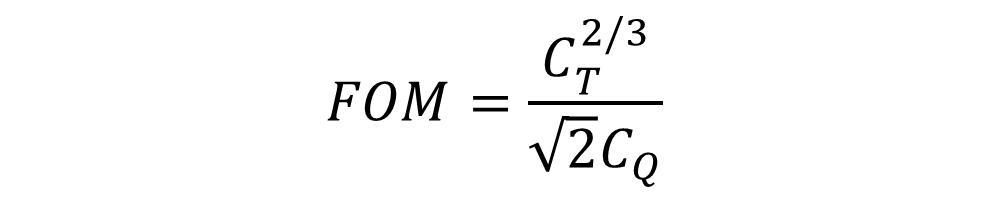 FOM = C_T^{2/3} / √2 C_Q